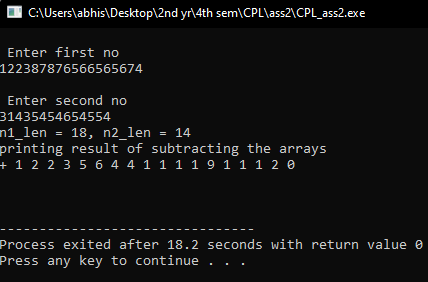 C:\Users\abhis\Desktop\2nd yr\4th sem\CPL\ass2\CPL_ass2.exe
Enter first no
122387876566565674
Enter second no
31435454654554
n1_len = 18, n2_len = 14
printing result of subtracting the arrays
+ 1 2 2 3 5 6 4 4 1 1 1 1 9 1 1 1 2 0
--------------------------------
Process exited after 18.2 seconds with return value 0
Press any key to continue . . .